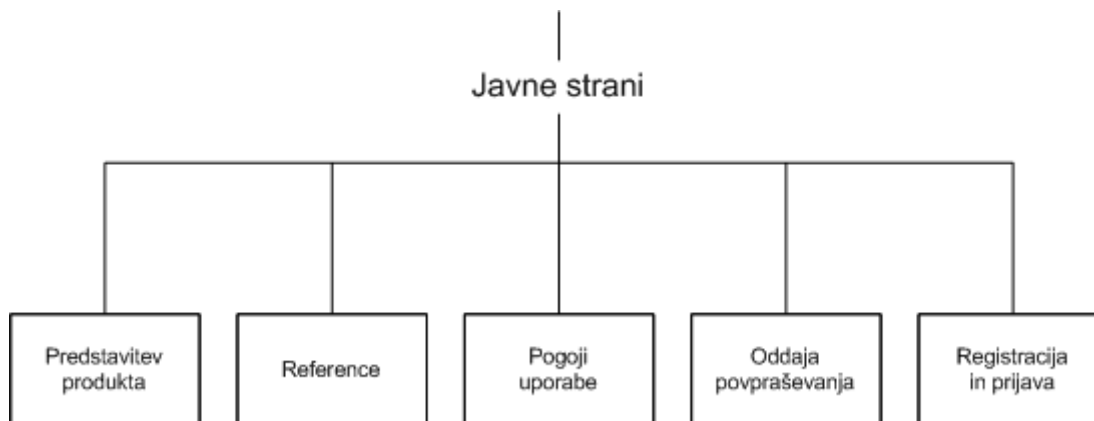 Javne strani
Predstavitev
produkta
Reference
Pogoji
uporabe
Oddaja
povpraševanja
Registracija
in prijava